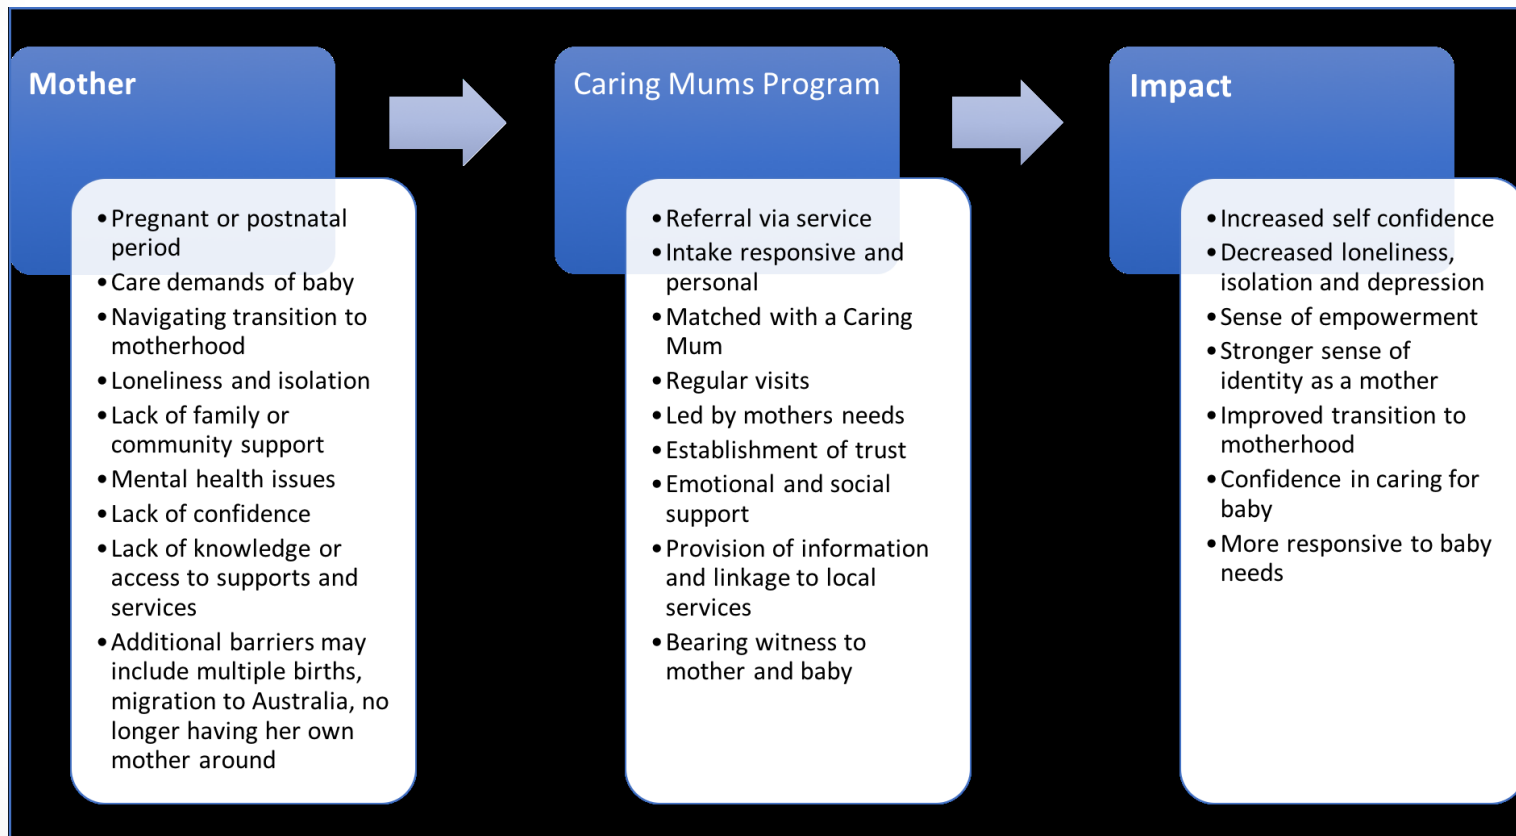 Mother
• Pregnant or postnatal
period
• Care demands of baby
• Navigating transition to
motherhood
• Loneliness and isolation
• Lack of family or
community support
• Mental health issues
• Lack of confidence
• Lack of knowledge or
access to supports and
services
• Additional barriers may
include multiple births,
migration to Australia, no
longer having her own
mother around
Caring Mums Program
• Referral via service
• Intake responsive and
personal
• Matched with a Caring
Mum
• Regular visits
• Led by mothers needs
• Establishment of trust
• Emotional and social
support
• Provision of information
and linkage to local
services
• Bearing witness to
mother and baby
Impact
• Increased self confidence
• Decreased loneliness,
isolation and depression
• Sense of empowerment
• Stronger sense of
identity as a mother
• Improved transition to
motherhood
• Confidence in caring for
baby
• More responsive to baby
needs